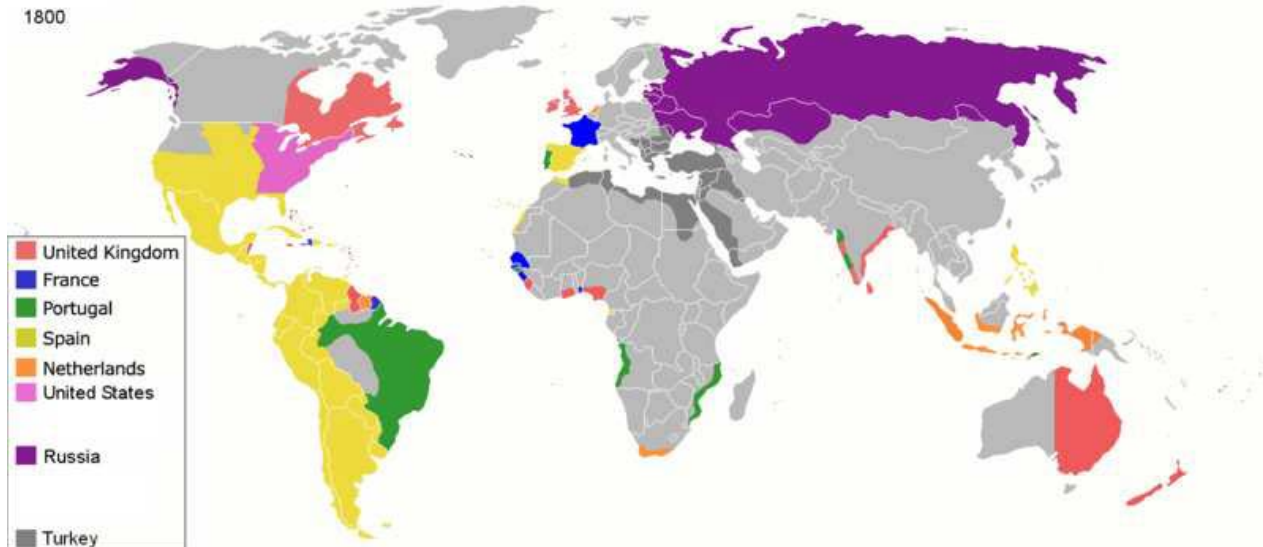 1800
United Kingdom
France
Portugal
Spain
Netherlands
United States
Russia
Turkey